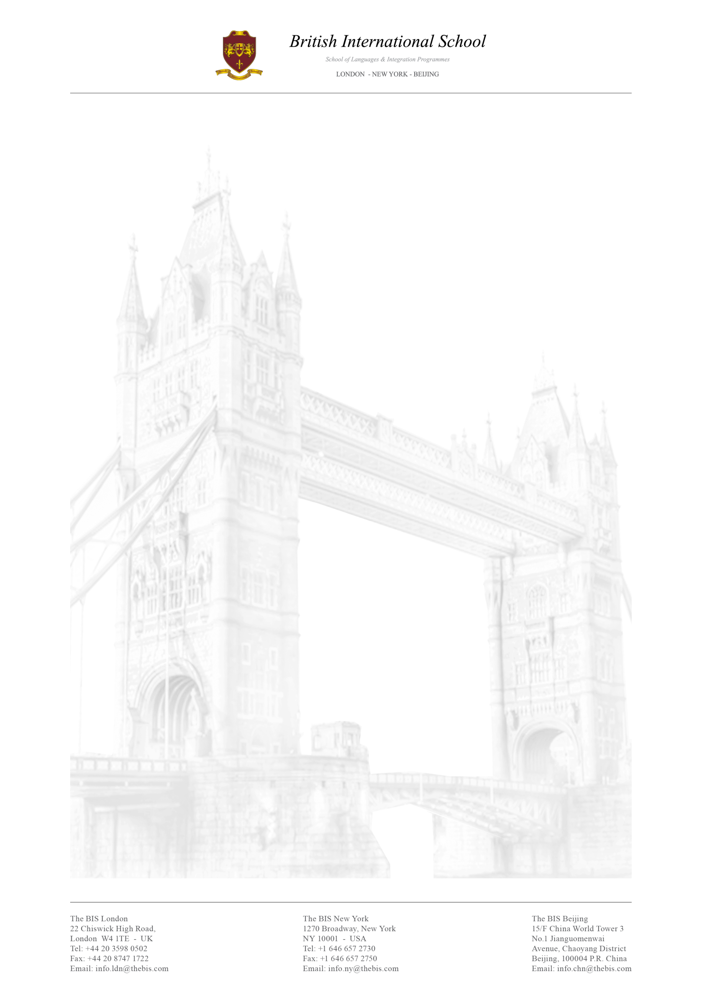 British International School
School of Languages & Integration Programmes
LONDON - NEW YORK - BEIJING
British International School
The BIS London
22 Chiswick High Road,
London W4 1TE - UK
Tel: +44 20 3598 0502
Fax: +44 20 8747 1722
Email: info.ldn@thebis.com
The BIS New York
1270 Broadway, New York
NY 10001 - USA
Tel: +1 646 657 2730
Fax: +1 646 657 2750
Email: info.ny@thebis.com
The BIS Beijing
15/F China World Tower 3
No.1 Jianguomenwai
Avenue, Chaoyang District
Beijing, 100004 P.R. China
Email: info.chn@thebis.com